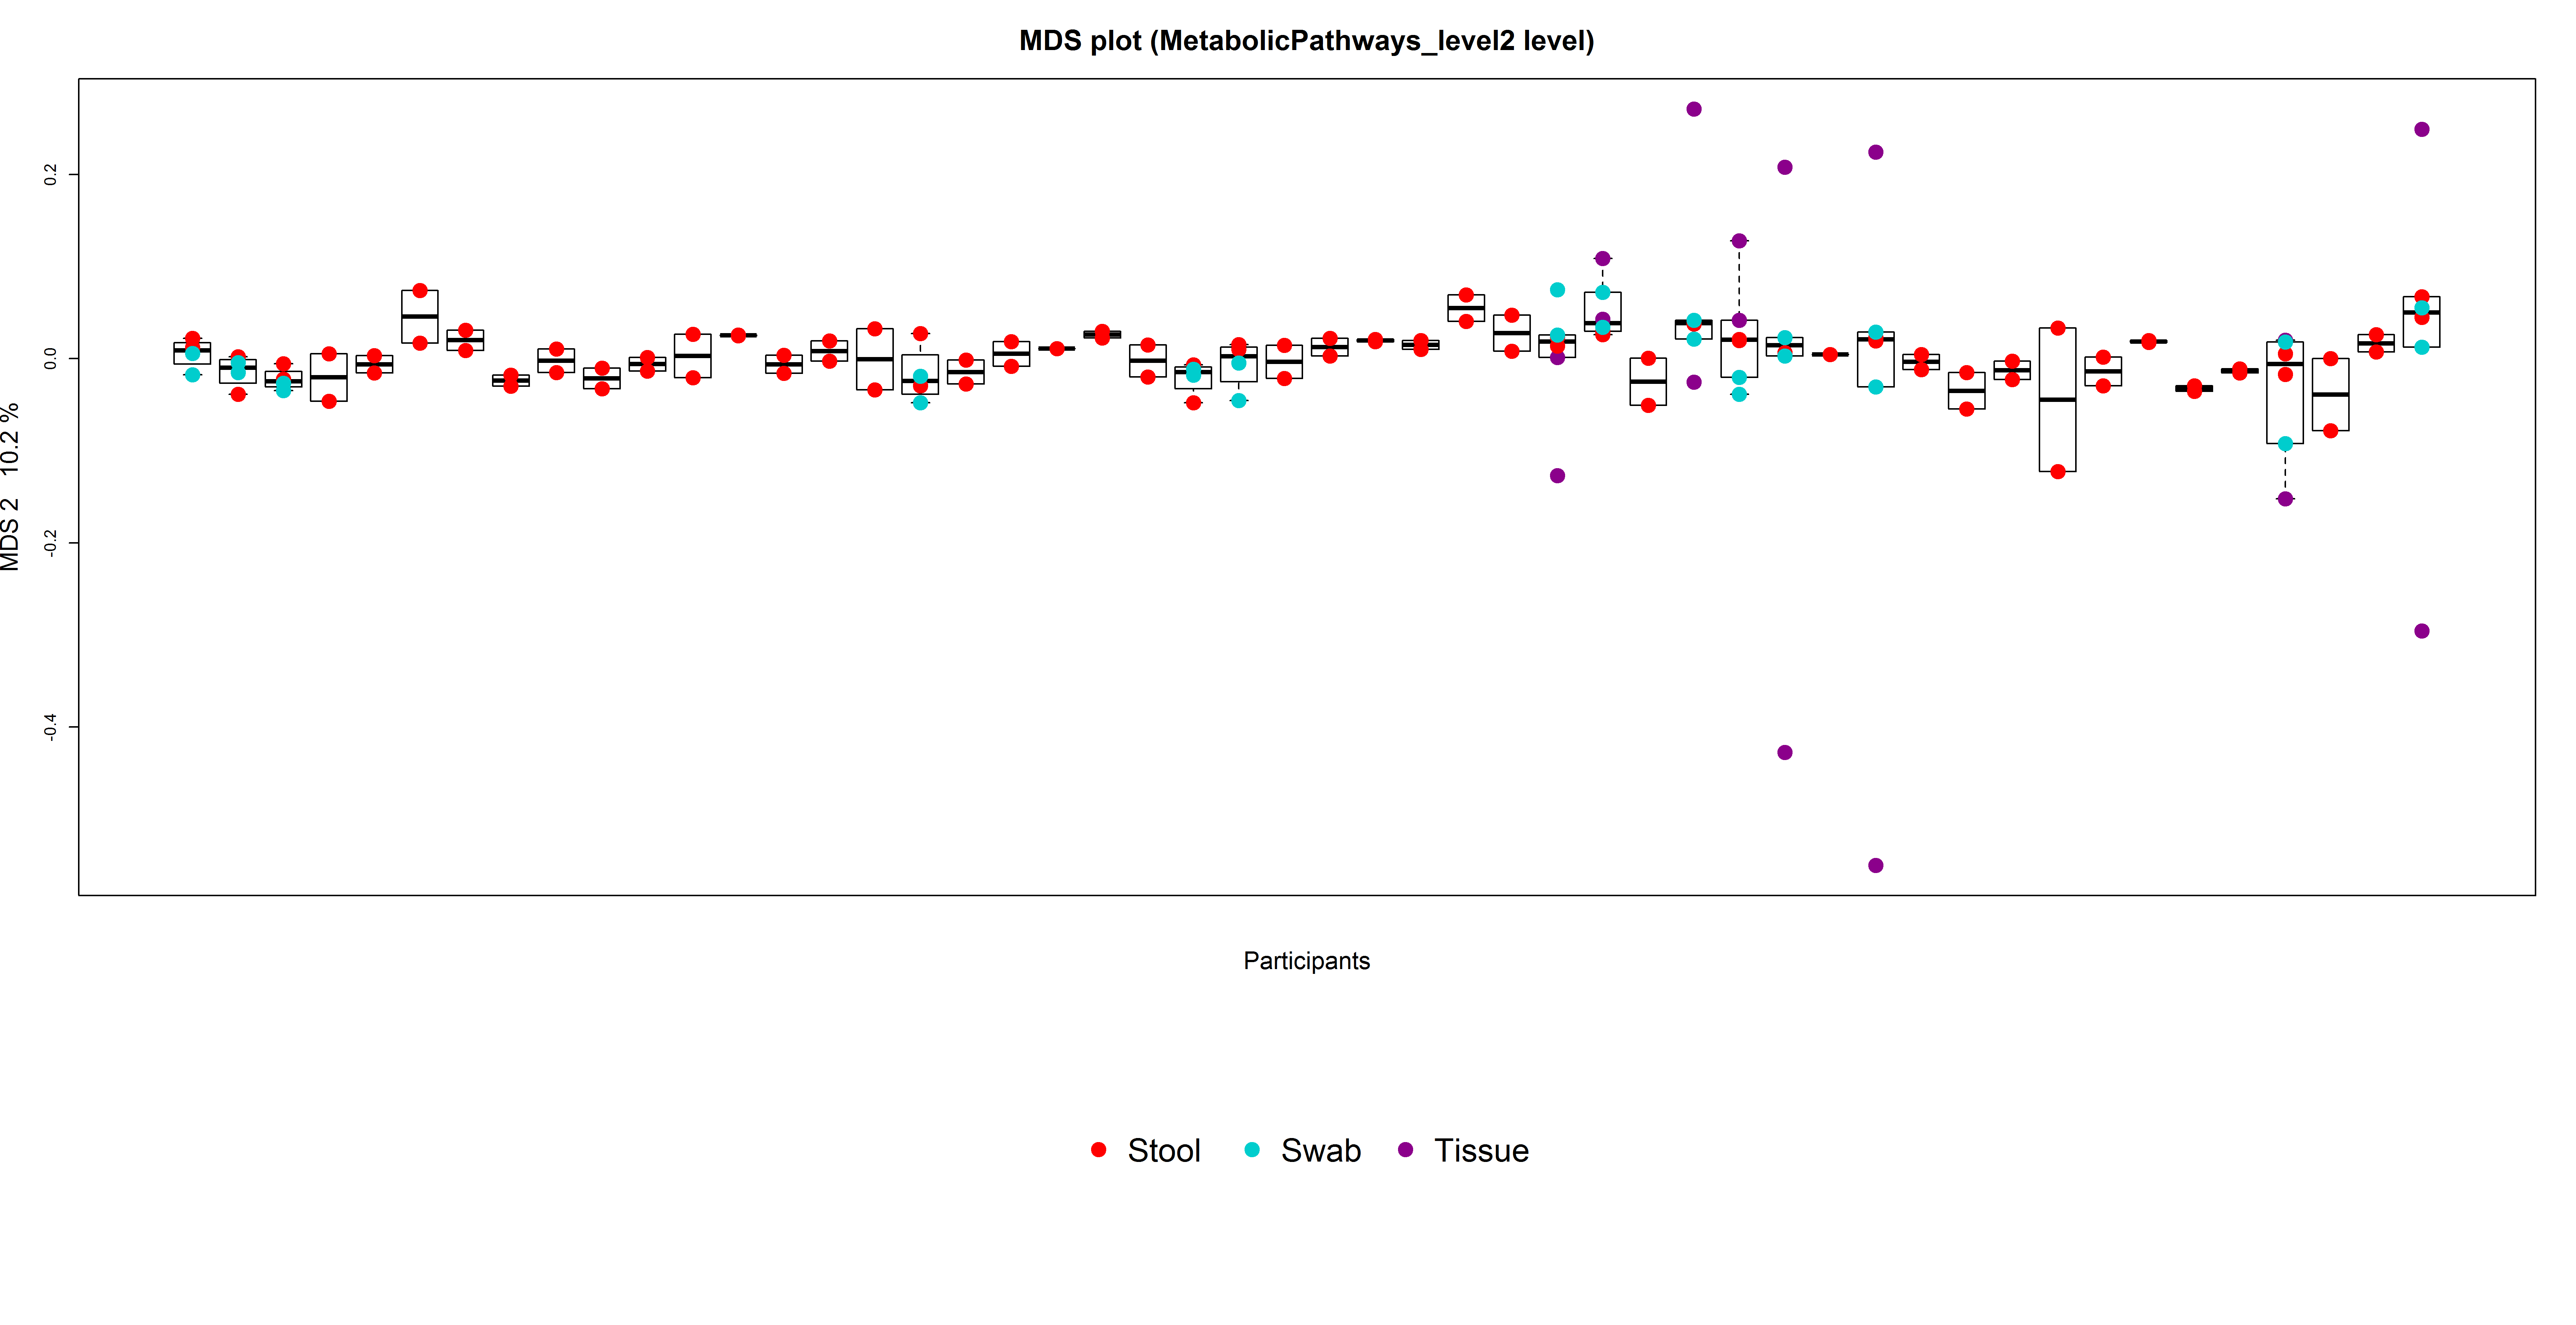 MDS plot (MetabolicPathways_level2 level)
MDS 2 10.2 %
0.2
0.0
-0.2
-0.4
Participants
Stool Swab Tissue